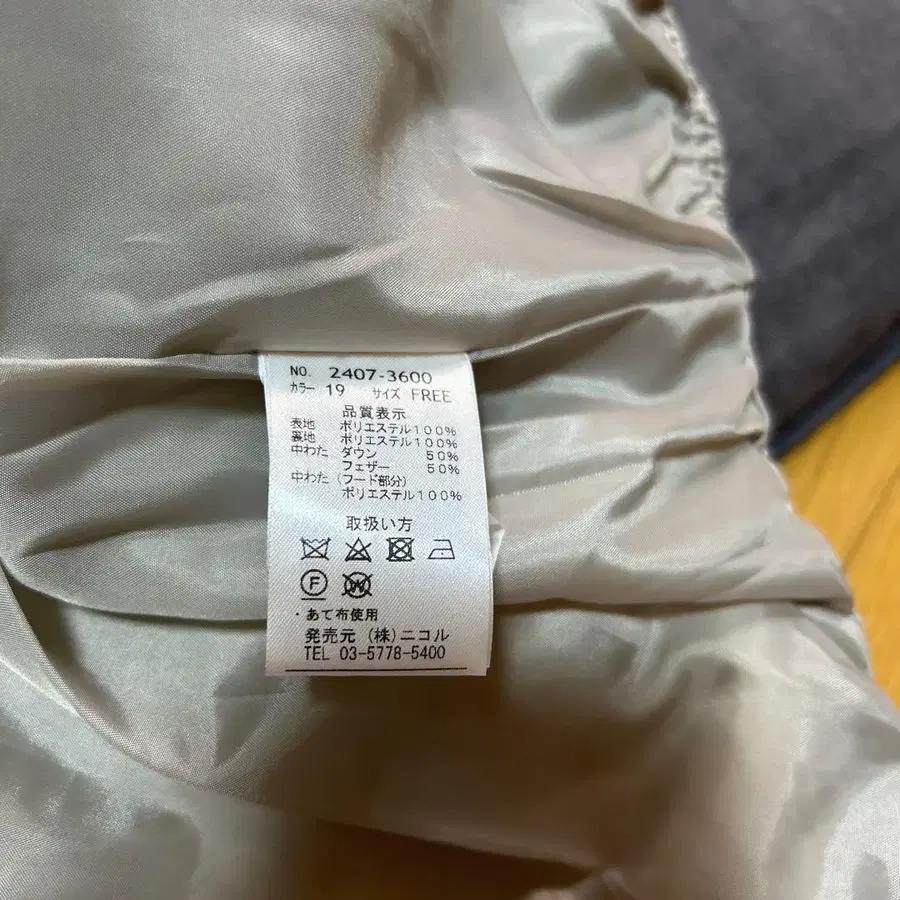 NO. 2407-3600
カラー 19 サイズ FREE
品質表示
表地 ポリエステル100%
裏地 ポリエステル100%
中わた ダウン 50%
フェザー 50%
中わた (フード部分)
ポリエステル100%
取扱い方
F W
・あて布使用
発売元 (株)ニコル
TEL 03-5778-5400